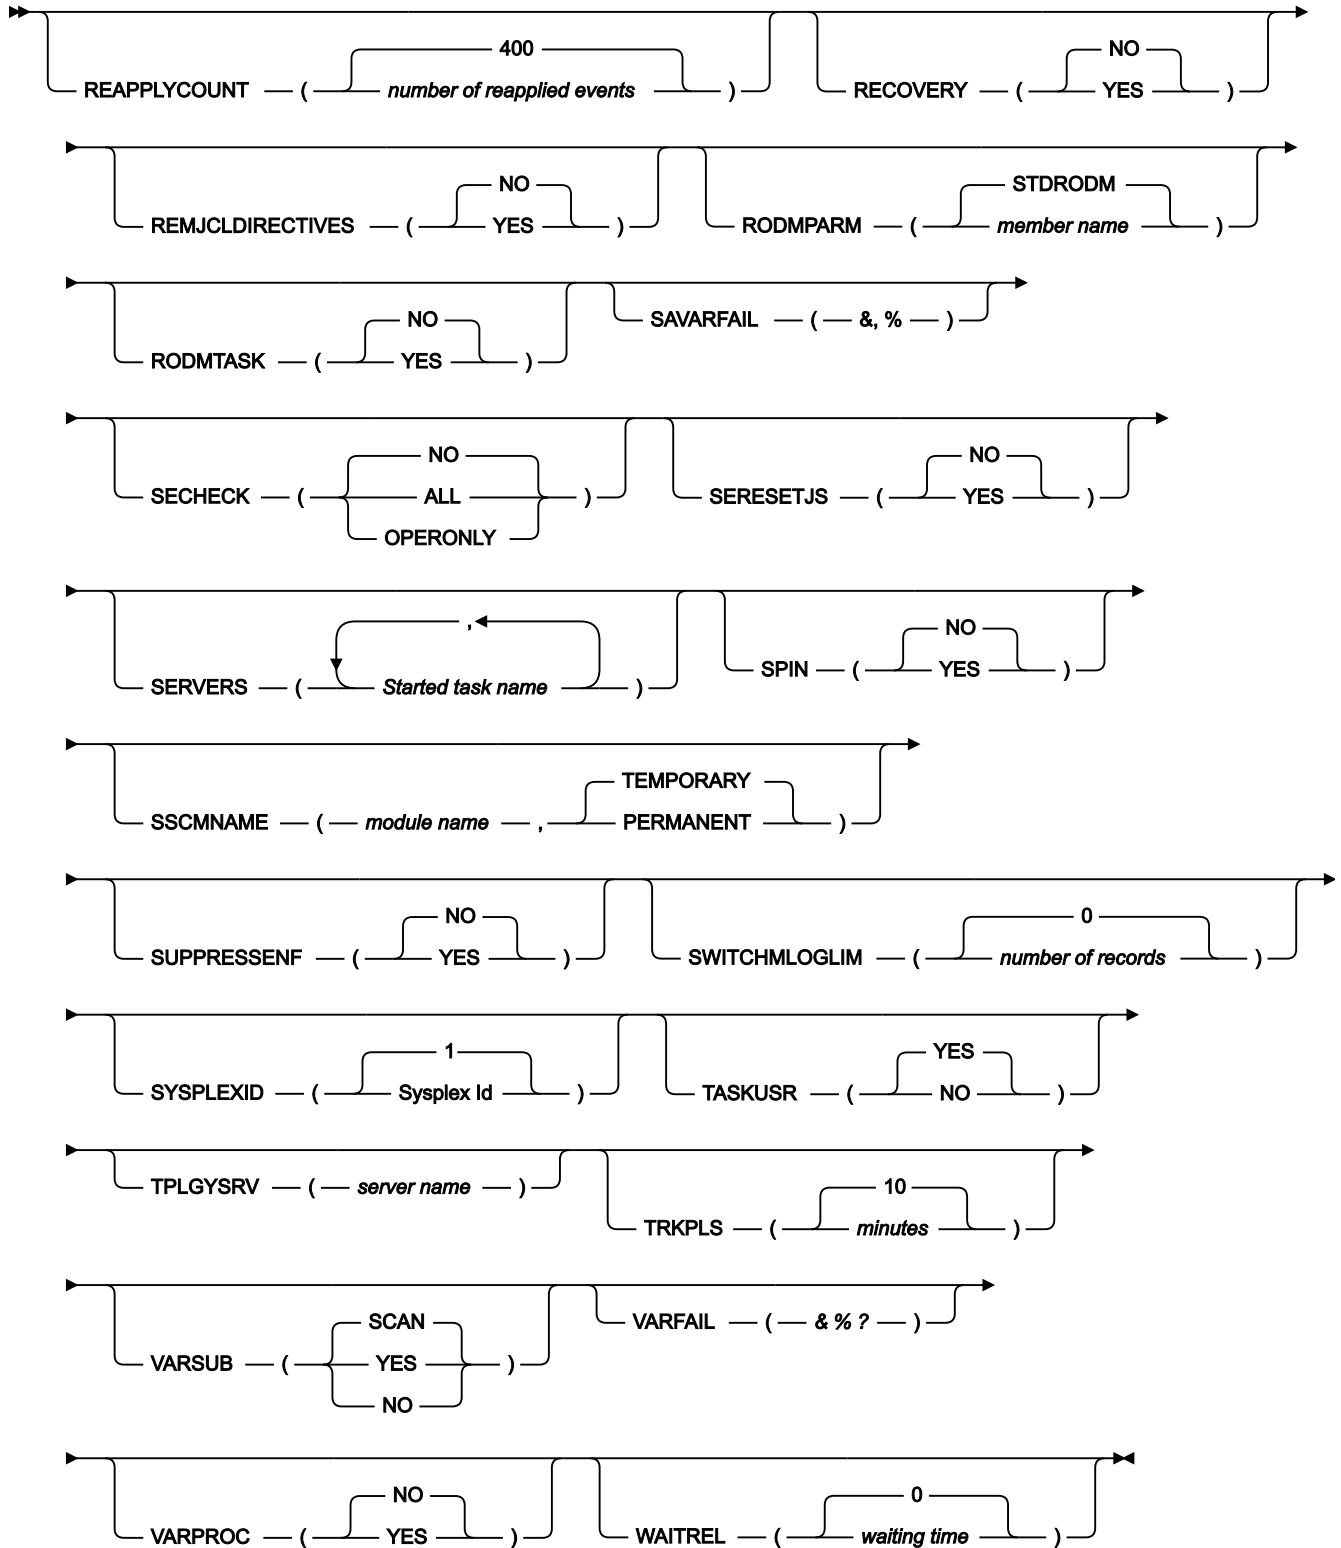 400 NO
REAPPLYCOUNT ( number of reapplied events ) RECOVERY ( YES )
NO STDRODM
REMJCLDIRECTIVES ( YES ) RODMPARM ( member name )
NO SAVARFAIL ( &, % )
RODMTASK ( YES )
NO NO
SECHECK ( ALL ) SERESETJS ( YES )
OPERONLY
, NO
SERVERS ( Started task name ) SPIN ( YES )
TEMPORARY
SSCMNAME ( module name , PERMANENT )
NO 0
SUPPRESSENF ( YES ) SWITCHMLOGLIM ( number of records )
1 YES
SYSPLEXID ( Sysplex Id ) TASKUSR ( NO )
TPLGYSRV ( server name ) 10
TRKPLS ( minutes )
SCAN VARFAIL ( & % ? )
VARSUB ( YES )
NO
NO 0
VARPROC ( YES ) WAITREL ( waiting time )